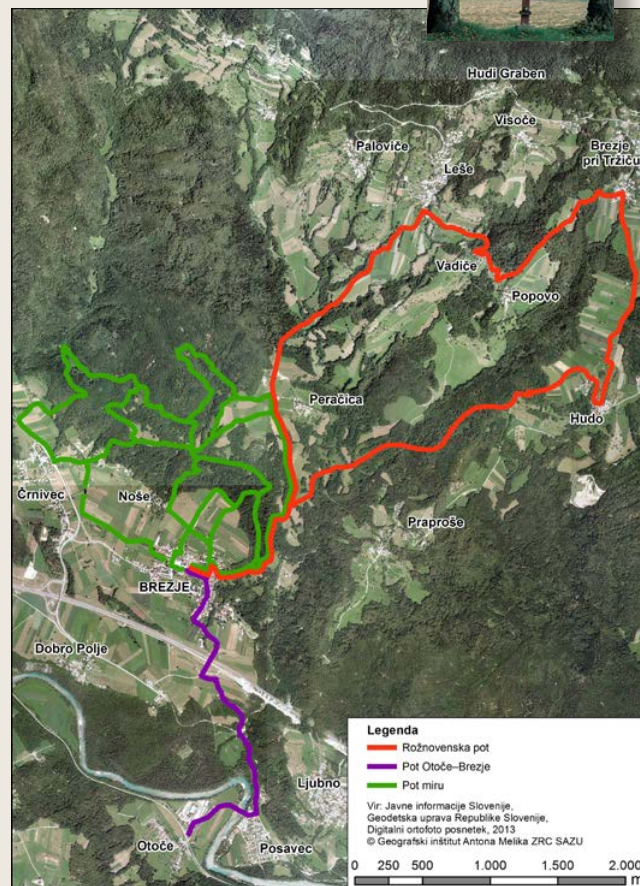 Hudi Graben
Visoče
Brezje
pri Tržiču
Paloviče
Leše
Vadiče
Popovo
Peračica
Hudo
Črnivec
Noše
Praproše
BREZJE
Dobro Polje
Ljubno
Otoče
Posavec
Legenda
Rožnovenska pot
Pot Otoče–Brezje
Pot miru
Vir: Javne informacije Slovenije,
Geodetska uprava Republike Slovenije,
Digitalni ortofoto posnetek, 2013
© Geografski inštitut Antona Melika ZRC SAZU
0 250 500 1.000 1.500 2.000
m